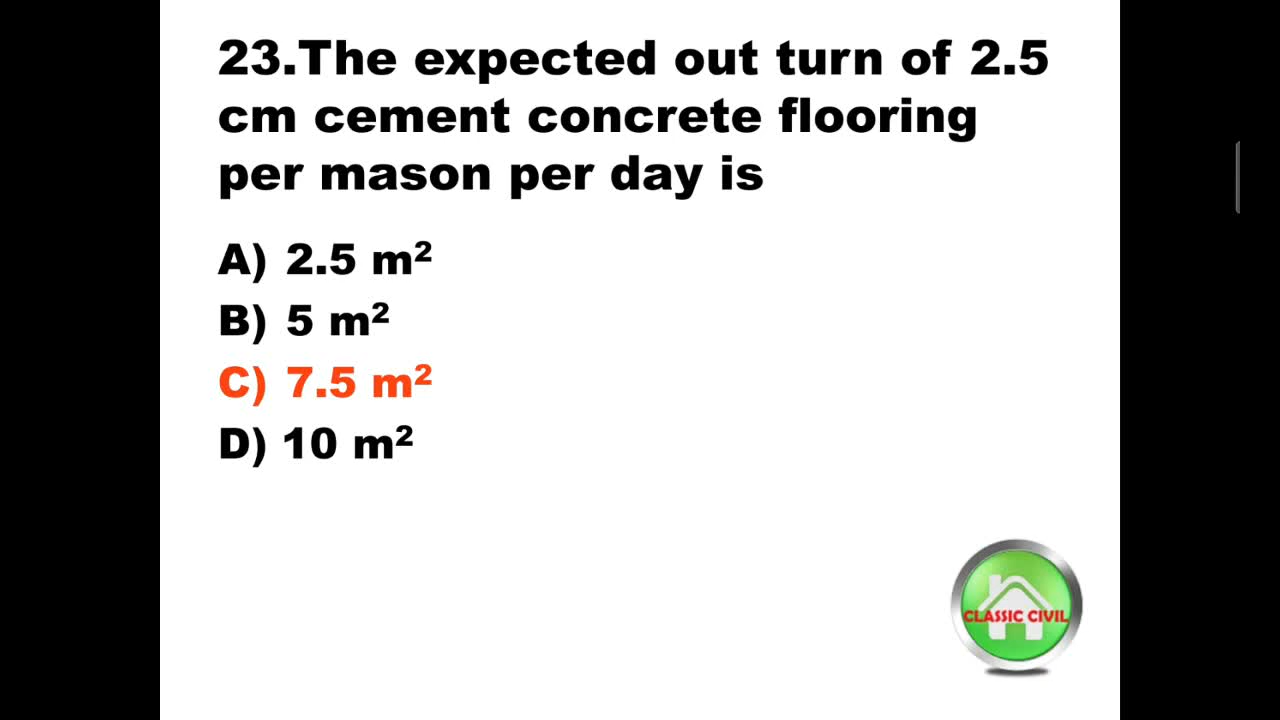 23.The expected out turn of 2.5
cm cement concrete flooring
per mason per day is
A) 2.5 m²
B) 5 m²
C) 7.5 m²
D) 10 m²
CLASSIC CIVIL